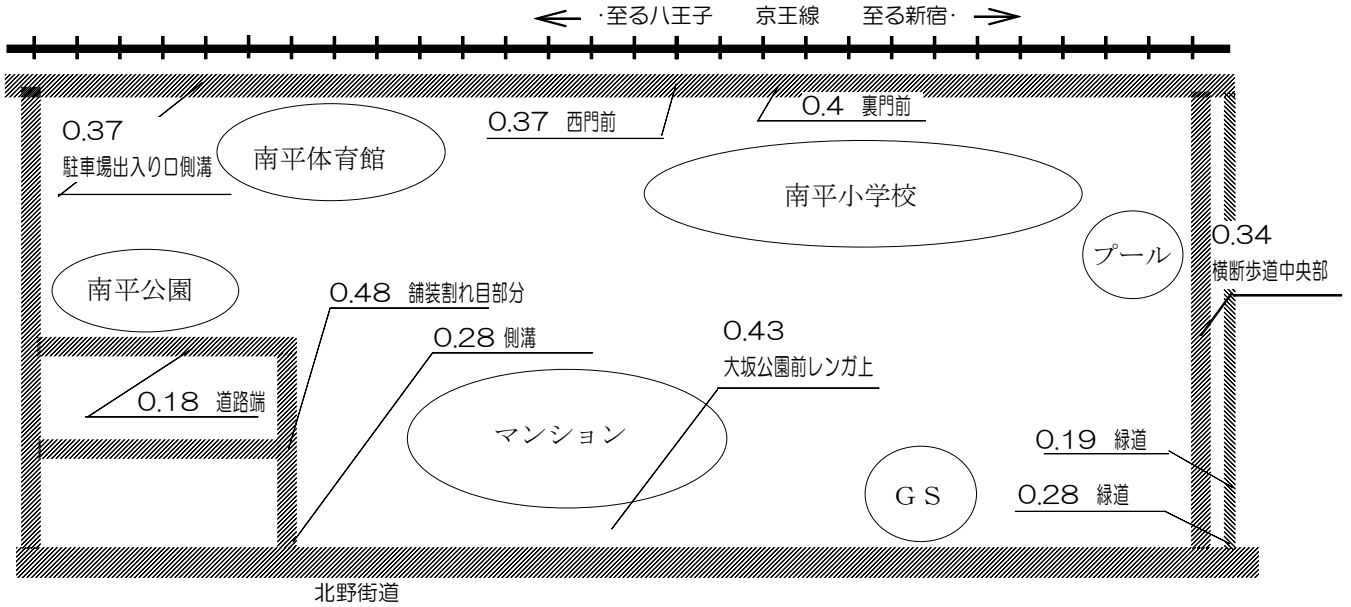 ·至る八王子 京王線 至る新宿·
0.37
駐車場出入り口側溝
南平体育館
0.37 西門前
0.4 裏門前
南平小学校
プール
0.34
横断歩道中央部
南平公園
0.48 舗装割れ目部分
0.28 側溝
0.43
大坂公園前レンガ上
0.18 道路端
マンション
GS
0.19 緑道
0.28 緑道
北野街道